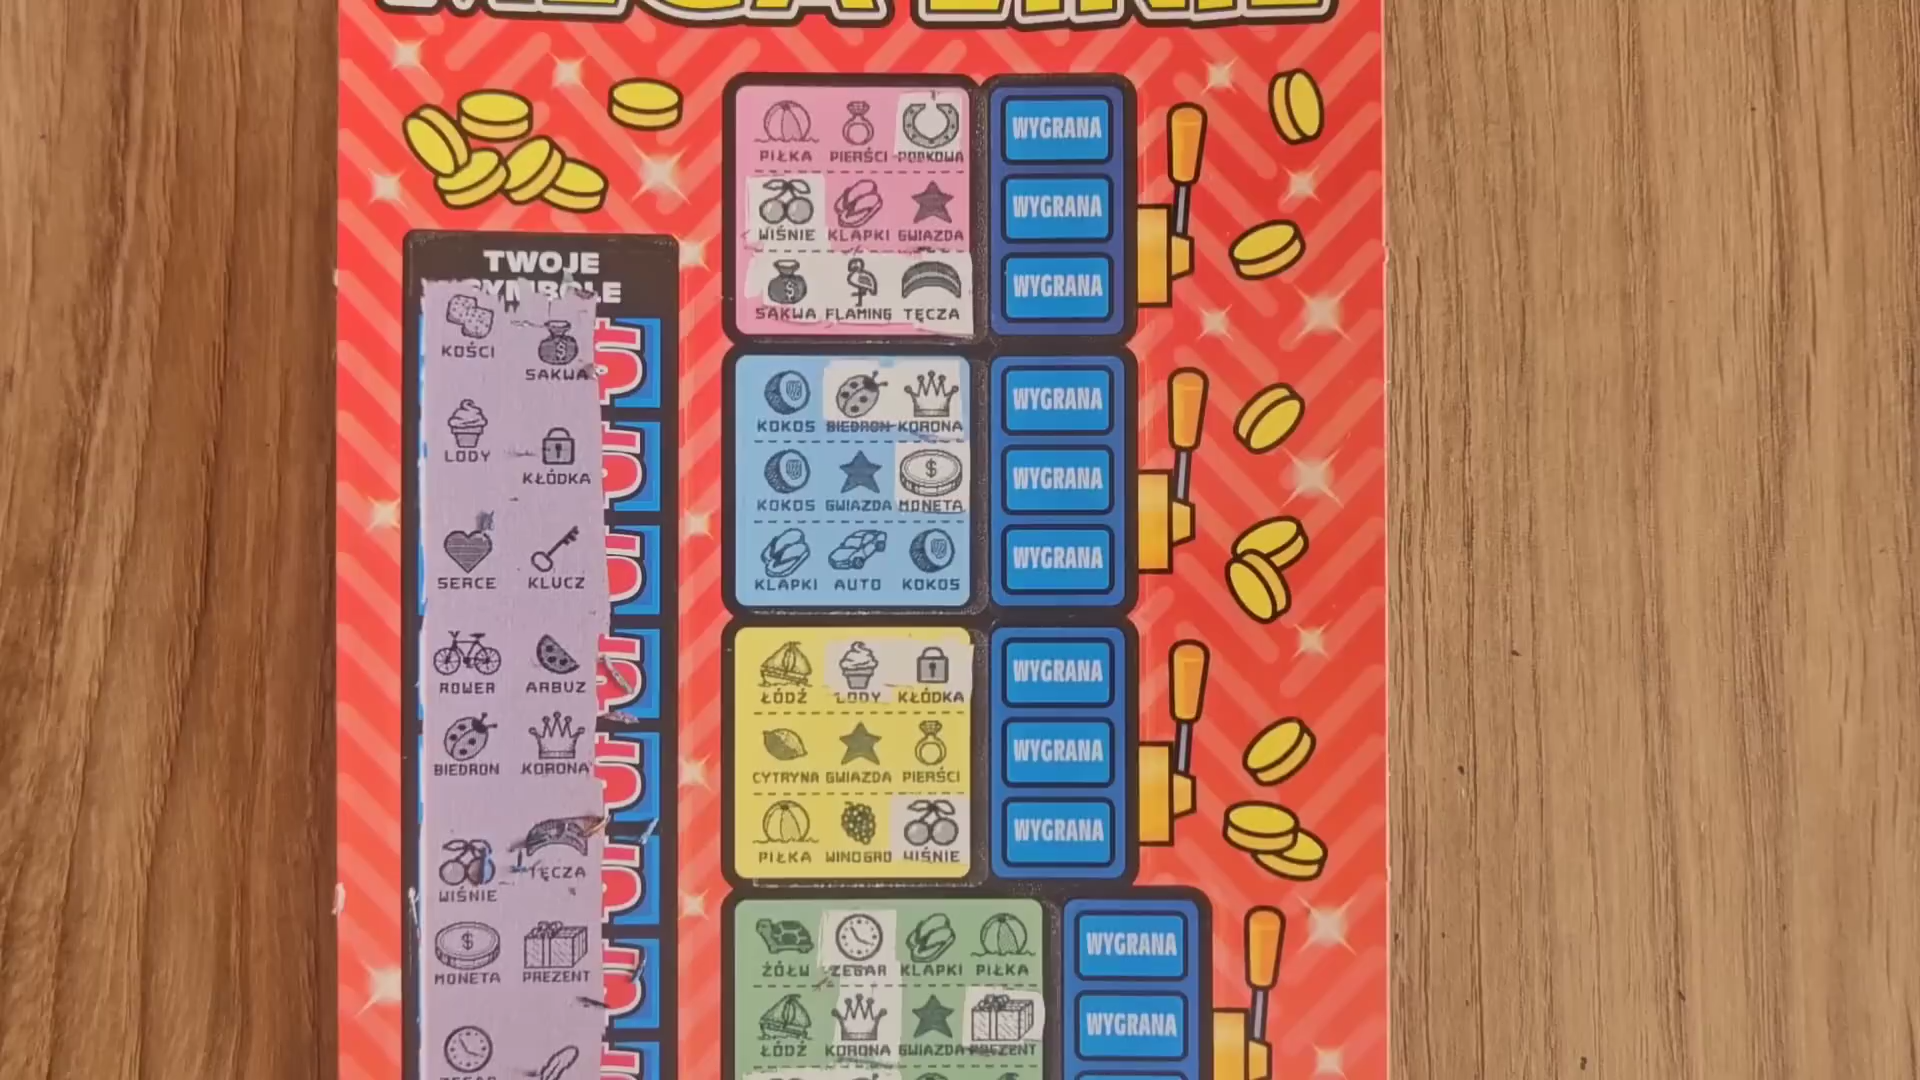 TWOJE
SYMBOLE
KOŚCI SAKWA
LODY KŁÓDKA
SERCE KLUCZ
ROWER ARBUZ
BIEDRON KORONA
WIŚNIE TĘCZA
MONETA PREZENT
PIŁKA PIERŚCI PODKOWA WYGRANA
WIŚNIE KLAPKI GWIAZDA WYGRANA
SAKWA FLAMING TĘCZA WYGRANA
KOKOS BIEDRON KORONA WYGRANA
KOKOS GWIAZDA MONETA WYGRANA
KLAPKI AUTO KOKOS WYGRANA
ŁÓDŹ LODY KŁÓDKA WYGRANA
CYTRYNA GWIAZDA PIERŚCI WYGRANA
PIŁKA WINOGRO WIŚNIE WYGRANA
ŻÓŁW ZEGAR KLAPKI PIŁKA WYGRANA
ŁÓDŹ KORONA GWIAZDA PREZENT WYGRANA